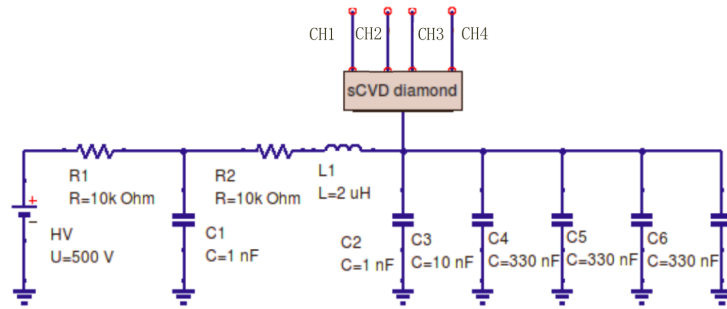 CH1 CH2 CH3 CH4
sCVD diamond
+
−
R1
R=10k Ohm
R2
R=10k Ohm
L1
L=2 uH
HV
U=500 V
C1
C=1 nF
C2
C=1 nF
C3
C=10 nF
C4
C=330 nF
C5
C=330 nF
C6
C=330 nF